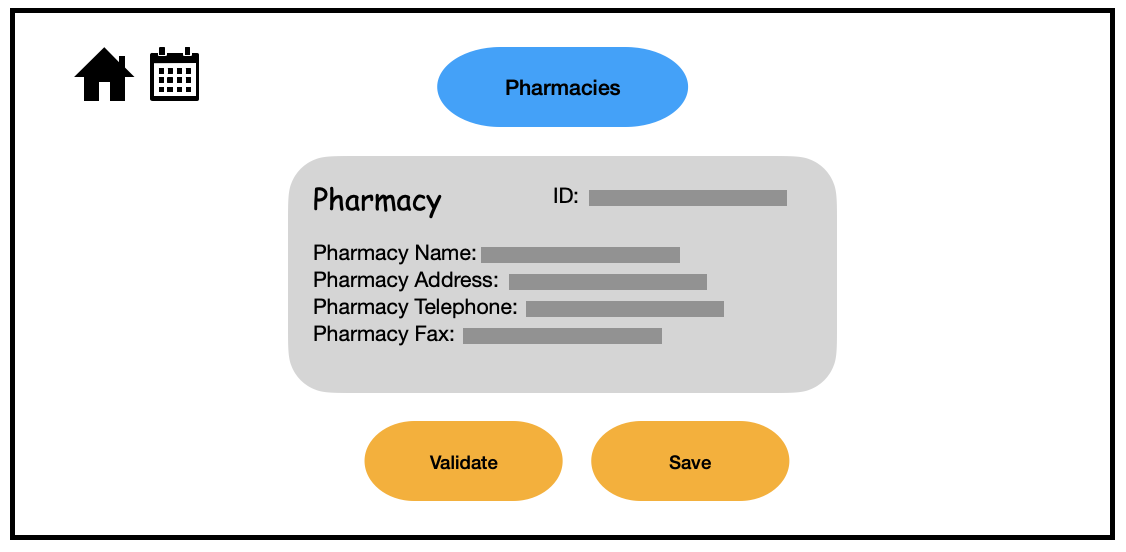 Pharmacies
Pharmacy ID:
Pharmacy Name:
Pharmacy Address:
Pharmacy Telephone:
Pharmacy Fax:
Validate Save